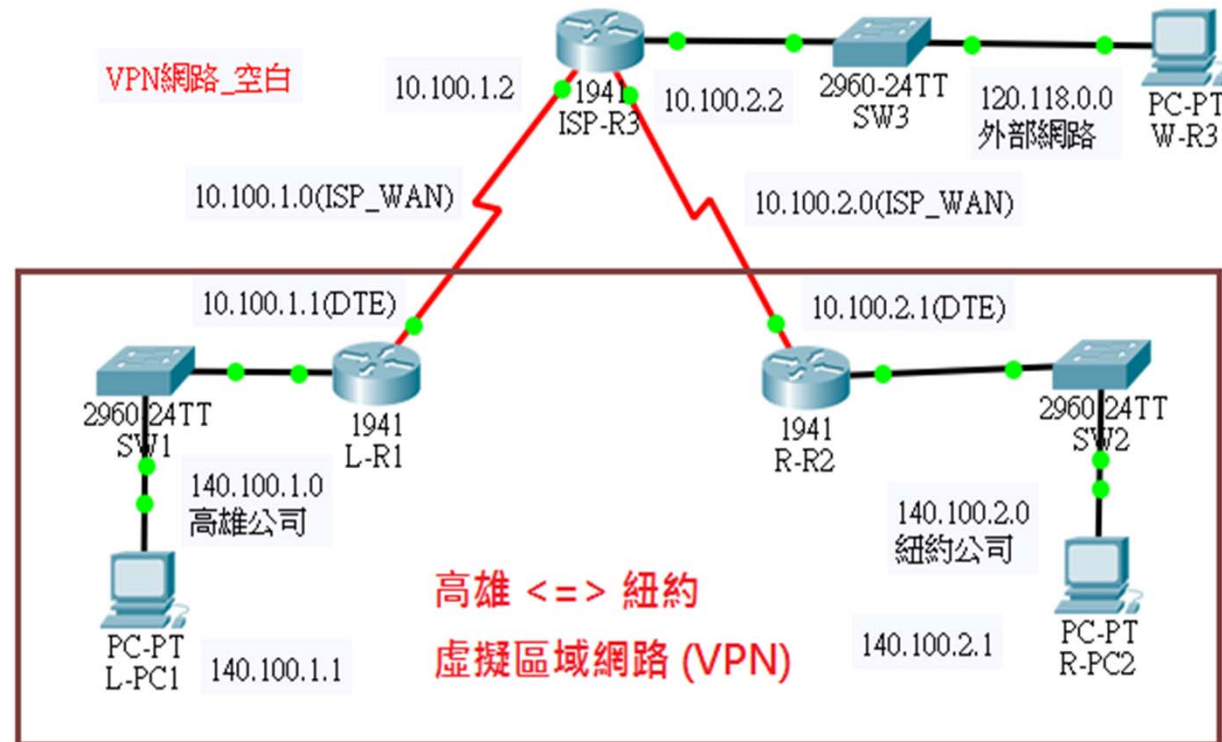 VPN網路_空白
10.100.1.2
1941
ISP-R3
10.100.2.2
2960-24TT
SW3
120.118.0.0
外部網路
PC-PT
W-R3
10.100.1.0(ISP_WAN)
10.100.2.0(ISP_WAN)
10.100.1.1(DTE)
10.100.2.1(DTE)
2960-24TT
SW1
1941
L-R1
1941
R-R2
2960-24TT
SW2
140.100.1.0
高雄公司
140.100.2.0
紐約公司
高雄 <=> 紐約
虛擬區域網路 (VPN)
PC-PT
L-PC1
140.100.1.1
140.100.2.1
PC-PT
R-PC2